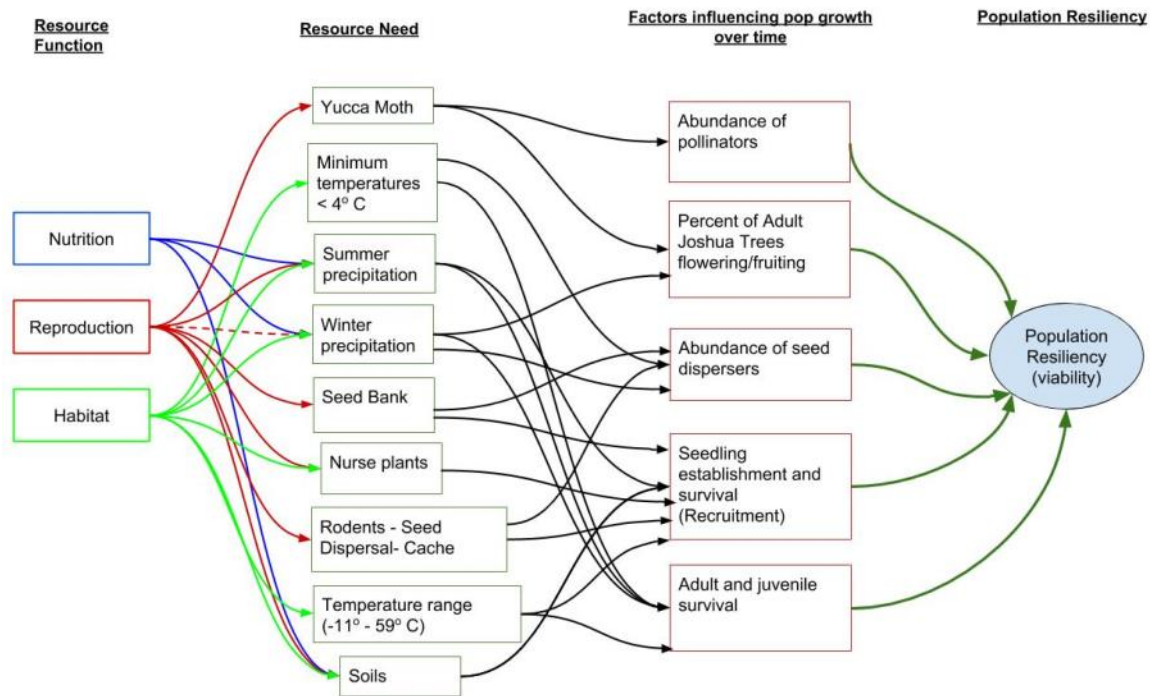 Resource
Function
Resource Need
Factors influencing pop growth
over time
Population Resiliency
Nutrition
Reproduction
Habitat
Yucca Moth
Minimum
temperatures
< 4º C
Summer
precipitation
Winter
precipitation
Seed Bank
Nurse plants
Rodents - Seed
Dispersal- Cache
Temperature range
(-11º - 59º C)
Soils
Abundance of
pollinators
Percent of Adult
Joshua Trees
flowering/fruiting
Abundance of seed
dispersers
Seedling
establishment and
survival
(Recruitment)
Adult and juvenile
survival
Population
Resiliency
(viability)